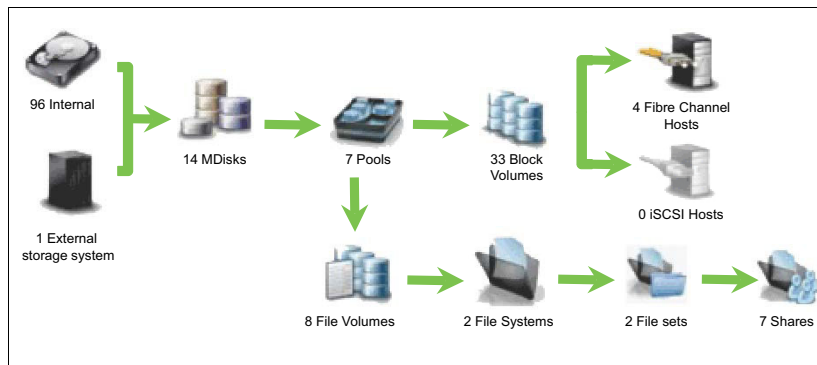 96 Internal
1 External
storage system
14 MDisks
7 Pools
33 Block
Volumes
4 Fibre Channel
Hosts
0 iSCSI Hosts
8 File Volumes
2 File Systems
2 File sets
7 Shares